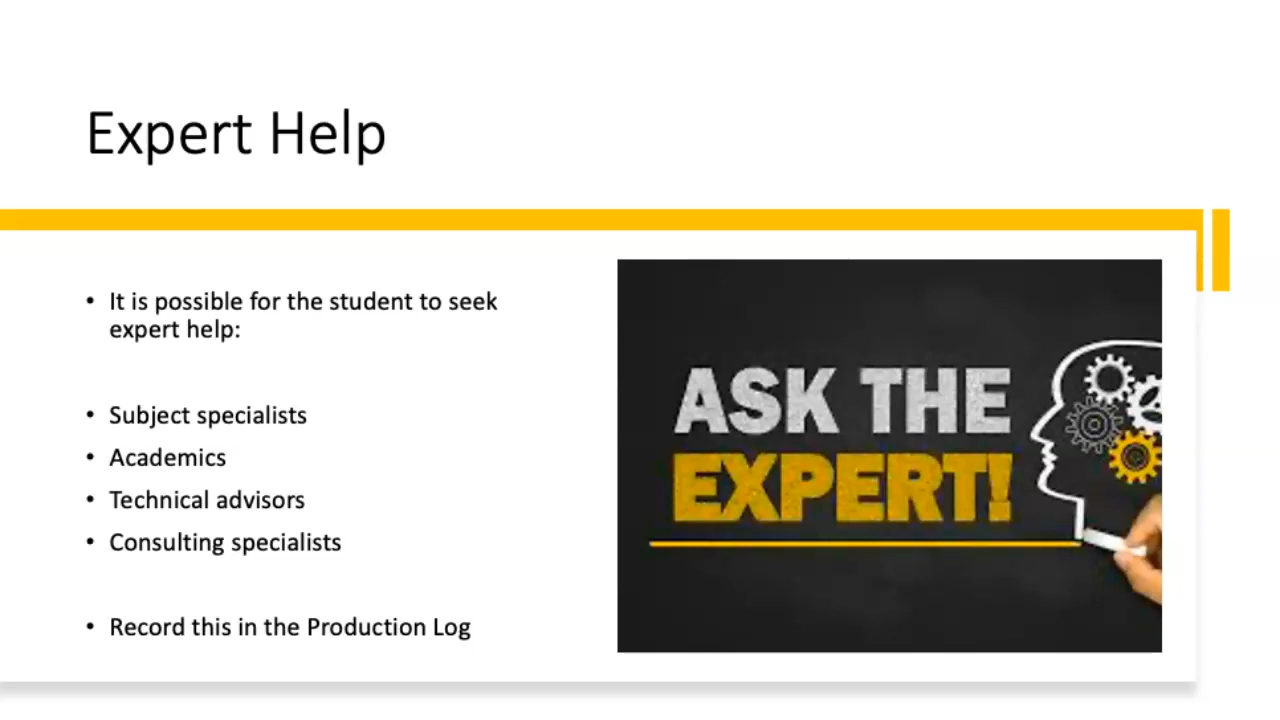 Expert Help
• It is possible for the student to seek
expert help:
• Subject specialists
• Academics
• Technical advisors
• Consulting specialists
• Record this in the Production Log
ASK THE
EXPERT!